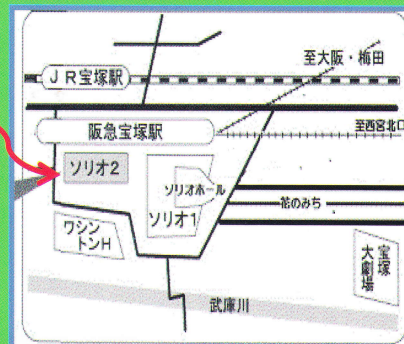 至大阪・梅田
JR宝塚駅
阪急宝塚駅
至西宮北口
ソリオ2
ソリオホール
ソリオ1
花のみち
ワシン
トンH
宝塚
大劇場
武庫川